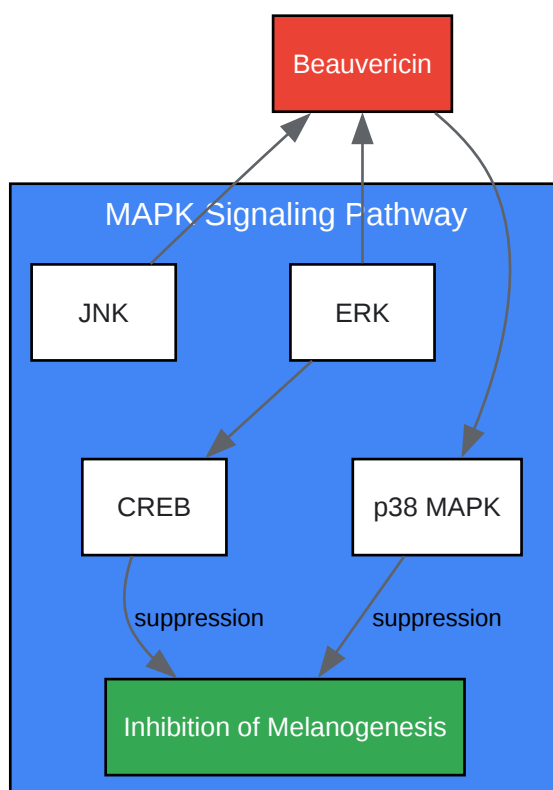 Beauvericin
MAPK Signaling Pathway
JNK
ERK
CREB
p38 MAPK
suppression
suppression
Inhibition of Melanogenesis